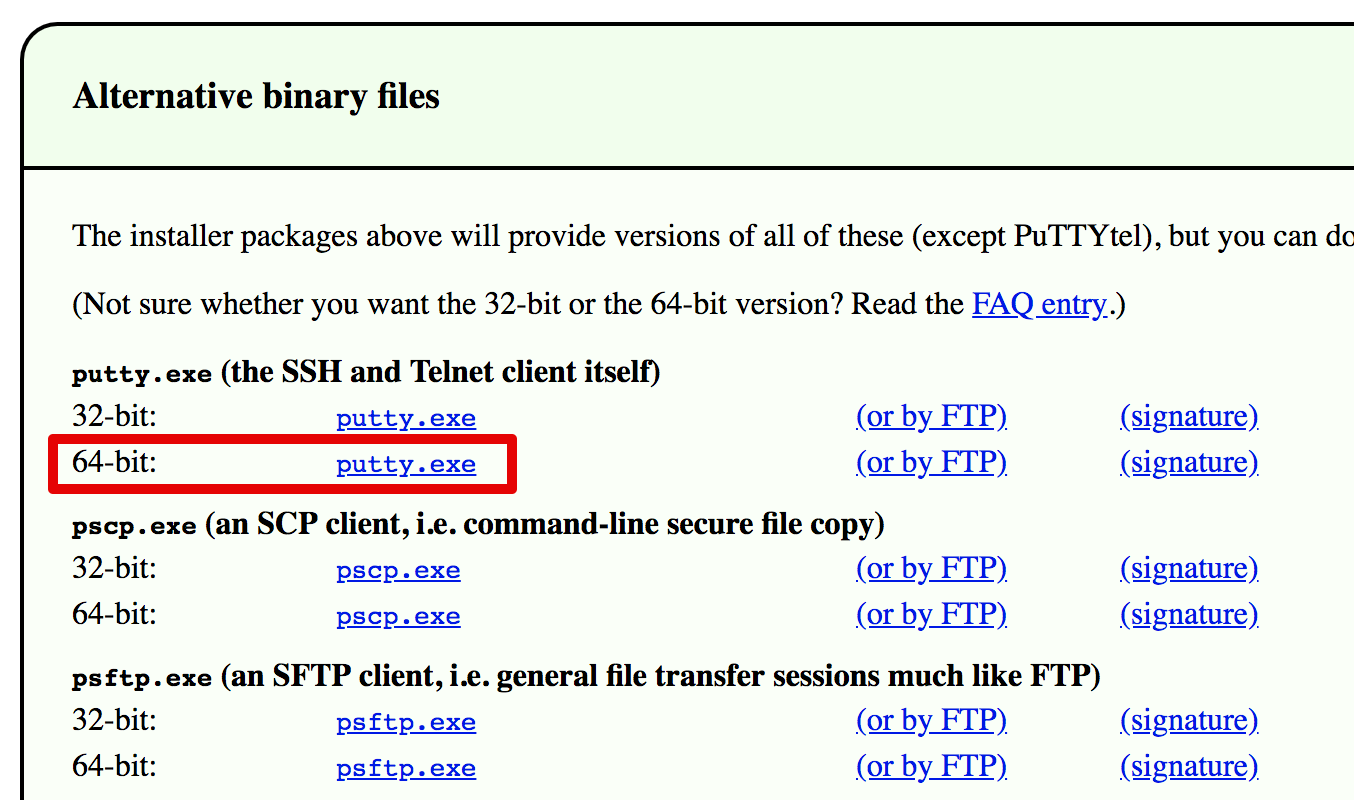 Alternative binary files
The installer packages above will provide versions of all of these (except PuTTYtel), but you can do
(Not sure whether you want the 32-bit or the 64-bit version? Read the FAQ entry.)
putty.exe (the SSH and Telnet client itself)
32-bit: putty.exe (or by FTP) (signature)
64-bit: putty.exe (or by FTP) (signature)
pscp.exe (an SCP client, i.e. command-line secure file copy)
32-bit: pscp.exe (or by FTP) (signature)
64-bit: pscp.exe (or by FTP) (signature)
psftp.exe (an SFTP client, i.e. general file transfer sessions much like FTP)
32-bit: psftp.exe (or by FTP) (signature)
64-bit: psftp.exe (or by FTP) (signature)